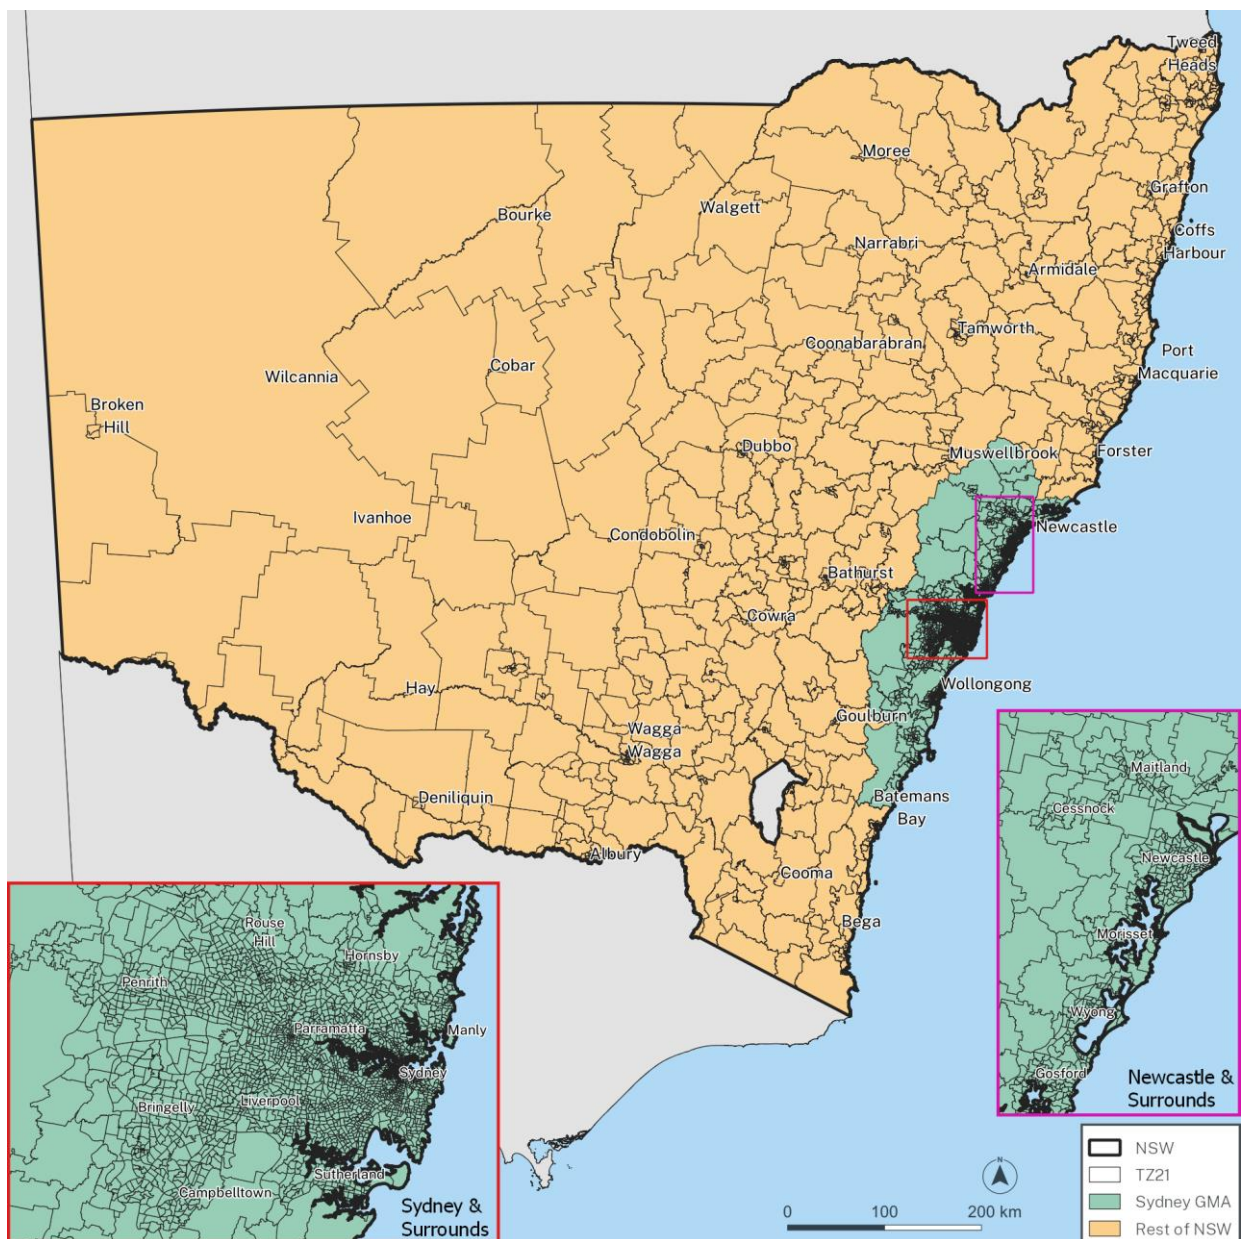 Tweed
Heads
Moree
Grafton
Walgett
Bourke
Coffs
Harbour
Narrabri
Armidale
Tamworth
Coonabarabran
Port
Macquarie
Cobar
Wilcannia
Broken
Hill
Dubbo
Muswellbrook
Forster
Ivanhoe
Newcastle
Condobolin
Bathurst
Cowra
Wollongong
Hay
Goulburn
Wagga
Wagga
Deniliquin
Batemans
Bay
Albury
Cooma
Bega
Maitland
Cessnock
Newcastle
Morisset
Wyong
Gosford
Newcastle &
Surrounds
Rouse
Hill
Hornsby
Penrith
Parramatta
Manly
Sydney
Bringelly
Liverpool
Sutherland
Campbelltown
Sydney &
Surrounds
N
0 100 200 km
NSW
TZ21
Sydney GMA
Rest of NSW